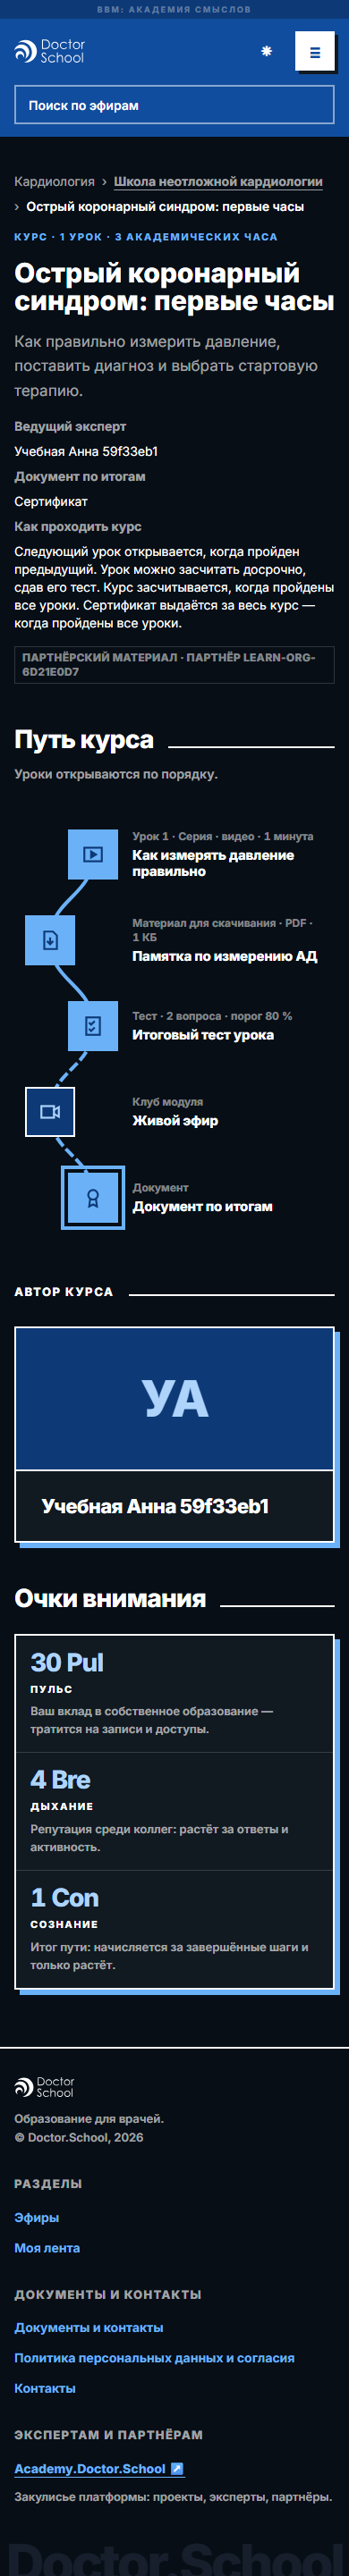 ВВМ: АКАДЕМИЯ СМЫСЛОВ
Doctor
School
Поиск по эфирам
Кардиология › Школа неотложной кардиологии
› Острый коронарный синдром: первые часы
КУРС · 1 УРОК · 3 АКАДЕМИЧЕСКИХ ЧАСА
Острый коронарный
синдром: первые часы
Как правильно измерить давление,
поставить диагноз и выбрать стартовую
терапию.
Ведущий эксперт
Учебная Анна 59f33eb1
Документ по итогам
Сертификат
Как проходить курс
Следующий урок открывается, когда пройден
предыдущий. Урок можно засчитать досрочно,
сдав его тест. Курс засчитывается, когда пройдены
все уроки. Сертификат выдаётся за весь курс —
когда пройдены все уроки.
ПАРТНЁРСКИЙ МАТЕРИАЛ · ПАРТНЁР LEARN-ORG-
6D21E0D7
Путь курса
Уроки открываются по порядку.
Урок 1 · Серия · видео · 1 минута
Как измерять давление
правильно
Материал для скачивания · PDF ·
1 КБ
Памятка по измерению АД
Тест · 2 вопроса · порог 80 %
Итоговый тест урока
Клуб модуля
Живой эфир
Документ
Документ по итогам
АВТОР КУРСА
УА
Учебная Анна 59f33eb1
Очки внимания
30 Pul
ПУЛЬС
Ваш вклад в собственное образование —
тратится на записи и доступы.
4 Bre
ДЫХАНИЕ
Репутация среди коллег: растёт за ответы и
активность.
1 Con
СОЗНАНИЕ
Итог пути: начисляется за завершённые шаги и
только растёт.
Doctor
School
Образование для врачей.
© Doctor.School, 2026
РАЗДЕЛЫ
Эфиры
Моя лента
ДОКУМЕНТЫ И КОНТАКТЫ
Документы и контакты
Политика персональных данных и согласия
Контакты
ЭКСПЕРТАМ И ПАРТНЁРАМ
Academy.Doctor.School ↗
Закулисье платформы: проекты, эксперты, партнёры.
Doctor.School